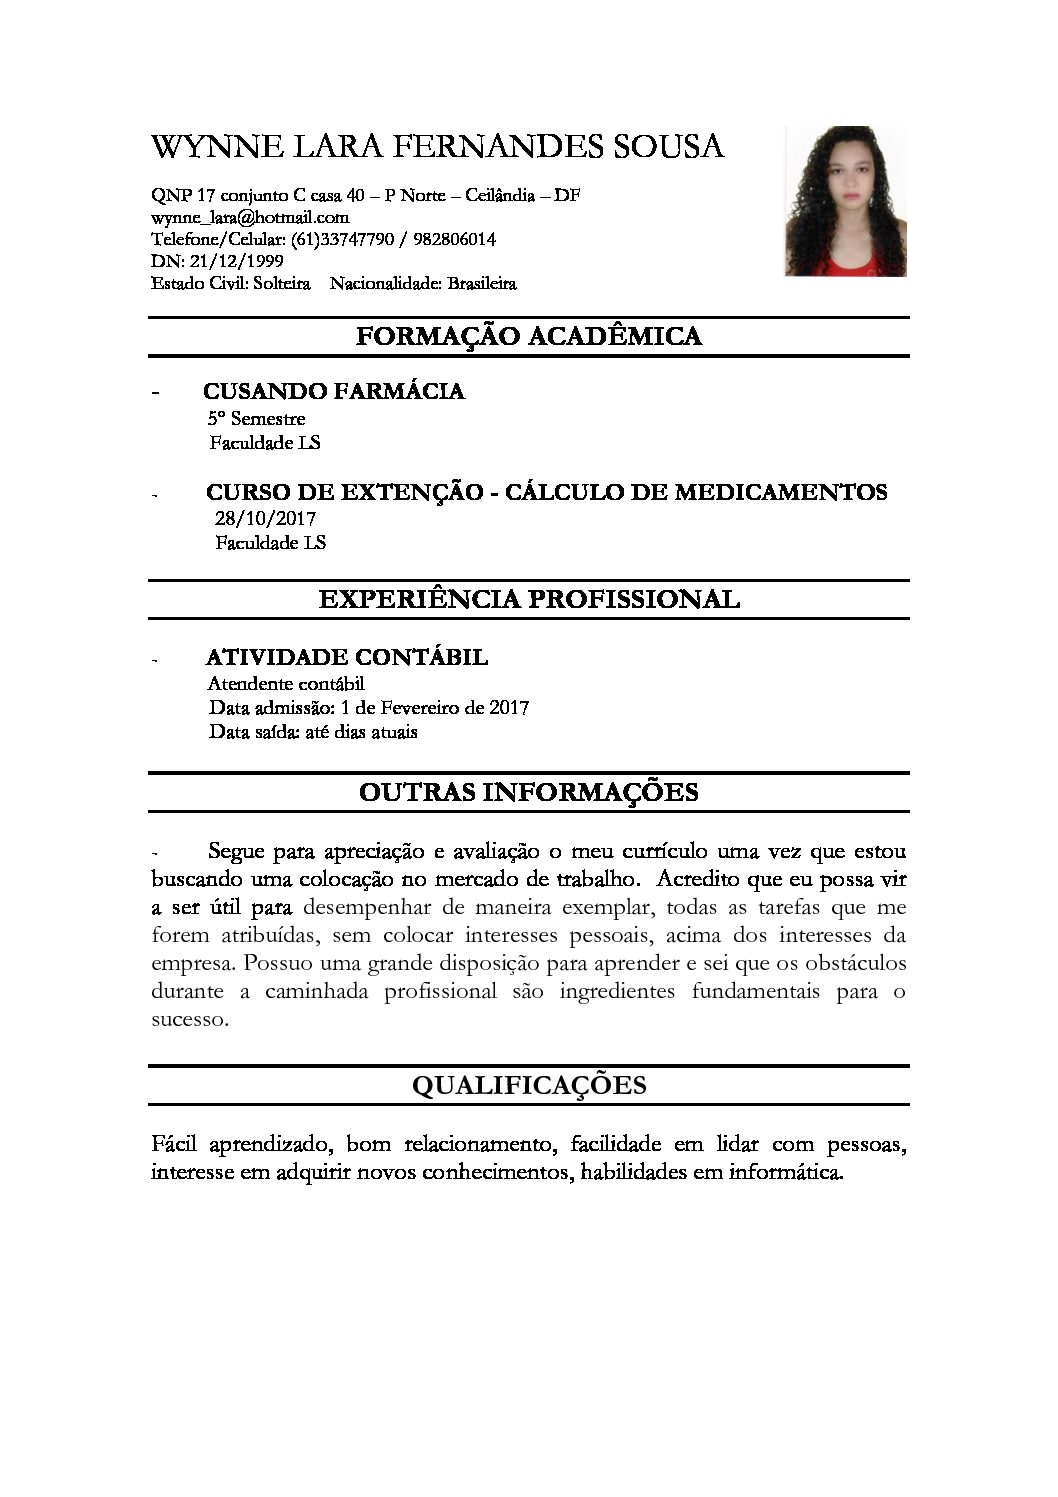 WYNNE LARA FERNANDES SOUSA
QNP 17 conjunto C casa 40 – P Norte – Ceilândia – DF
wynne_lara@hotmail.com
Telefone/Celular: (61)33747790 / 982806014
DN: 21/12/1999
Estado Civil: Solteira    Nacionalidade: Brasileira
FORMAÇÃO ACADÊMICA
- CUSANDO FARMÁCIA
5º Semestre
Faculdade LS
- CURSO DE EXTENÇÃO - CÁLCULO DE MEDICAMENTOS
28/10/2017
Faculdade LS
EXPERIÊNCIA PROFISSIONAL
- ATIVIDADE CONTÁBIL
Atendente contábil
Data admissão: 1 de Fevereiro de 2017
Data saída: até dias atuais
OUTRAS INFORMAÇÕES
- Segue para apreciação e avaliação o meu currículo uma vez que estou
buscando uma colocação no mercado de trabalho.  Acredito que eu possa vir
a ser útil para desempenhar de maneira exemplar, todas as tarefas que me
forem atribuídas, sem colocar interesses pessoais, acima dos interesses da
empresa. Possuo uma grande disposição para aprender e sei que os obstáculos
durante a caminhada profissional são ingredientes fundamentais para o
sucesso.
QUALIFICAÇÕES
Fácil aprendizado, bom relacionamento, facilidade em lidar com pessoas,
interesse em adquirir novos conhecimentos, habilidades em informática.